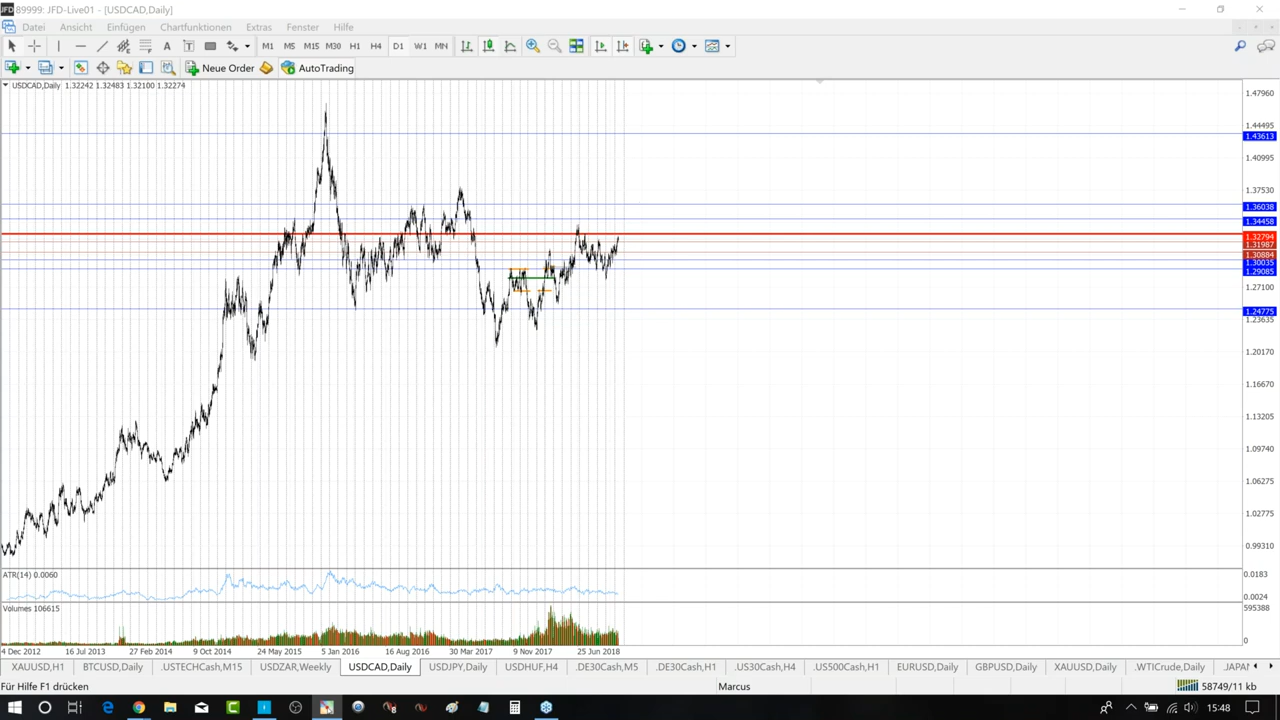 JFD 89999: JFD-Live01 - [USDCAD,Daily]
Datei Ansicht Einfügen Chartfunktionen Extras Fenster Hilfe
A T M1 M5 M15 M30 H1 H4 D1 W1 MN
Neue Order AutoTrading
USDCAD,Daily 1.32242 1.32483 1.32100 1.32274
1.47960
1.44495
1.43613
1.40995
1.37530
1.36038
1.34458
1.32794
1.31987
1.30884
1.30035
1.29085
1.27100
1.24775
1.23635
1.20170
1.16670
1.13205
1.09740
1.06275
1.02775
0.99310
ATR(14) 0.0060
0.0183
0.0024
Volumes 106615
595388
0
4 Dec 2012 16 Jul 2013 27 Feb 2014 9 Oct 2014 24 May 2015 5 Jan 2016 16 Aug 2016 30 Mar 2017 9 Nov 2017 25 Jun 2018
XAUUSD,H1 BTCUSD,Daily .USTECHCash,M15 USDZAR,Weekly USDCAD,Daily USDJPY,Daily USDHUF,H4 .DE30Cash,M5 .DE30Cash,H1 .US30Cash,H4 .US500Cash,H1 EURUSD,Daily GBPUSD,Daily XAUUSD,Daily .WTICrude,Daily .JAPAN
Für Hilfe F1 drücken Marcus 58749/11 kb
15:48